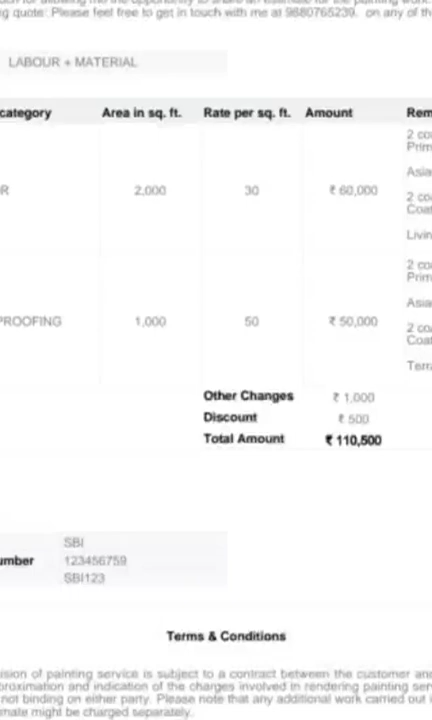 ng quote. Please feel free to get in touch with me at 9880765239. on any of th
LABOUR + MATERIAL
category Area in sq. ft. Rate per sq. ft. Amount Rem
R 2,000 30 ₹ 60,000
2 co
Prim
Asia
2 co
Coat
Livin
PROOFING 1,000 50 ₹ 50,000
2 co
Prim
Asia
2 co
Coat
Terr
Other Changes ₹ 1,000
Discount ₹ 500
Total Amount ₹ 110,500
SBI
umber 123456759
SBI123
Terms & Conditions
ision of painting service is subject to a contract between the customer and
proximation and indication of the charges involved in rendering painting serv
not binding on either party. Please note that any additional work carried out i
mate might be charged separately.